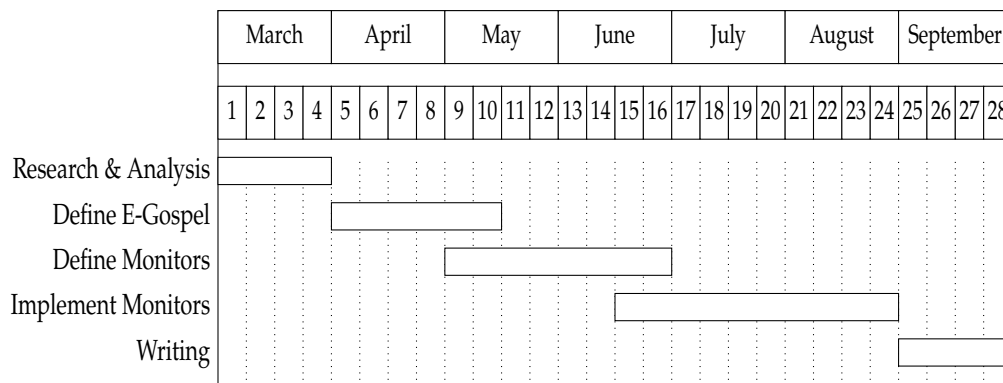 March April May June July August September
1 2 3 4 5 6 7 8 9 10 11 12 13 14 15 16 17 18 19 20 21 22 23 24 25 26 27 28
Research & Analysis
Define E-Gospel
Define Monitors
Implement Monitors
Writing